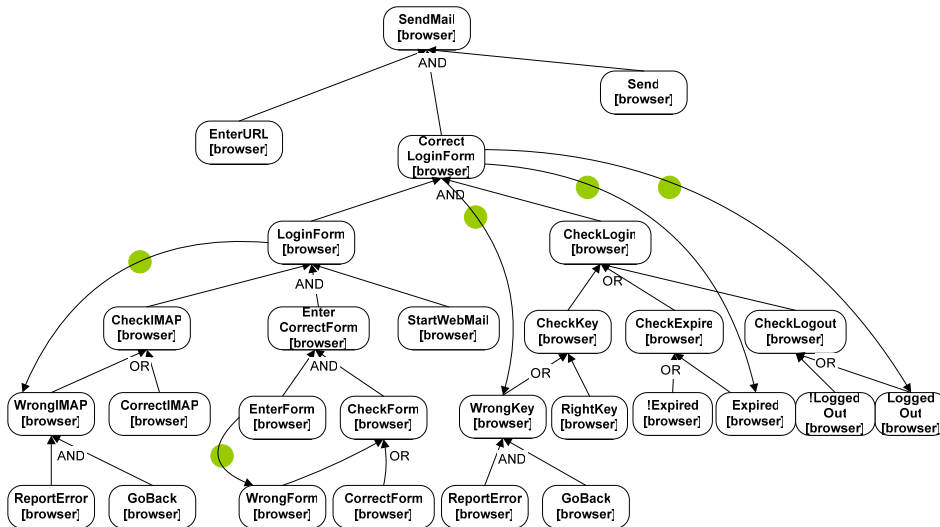 SendMail
[browser]
AND
Send
[browser]
EnterURL
[browser]
Correct
LoginForm
[browser]
AND
LoginForm
[browser]
CheckLogin
[browser]
AND
OR
CheckIMAP
[browser]
Enter
CorrectForm
[browser]
StartWebMail
[browser]
CheckKey
[browser]
CheckExpire
[browser]
CheckLogout
[browser]
OR
AND
OR
OR
OR
WrongIMAP
[browser]
CorrectIMAP
[browser]
EnterForm
[browser]
CheckForm
[browser]
WrongKey
[browser]
RightKey
[browser]
!Expired
[browser]
Expired
[browser]
!Logged
Out
[browser]
Logged
Out
[browser]
AND
OR
AND
ReportError
[browser]
GoBack
[browser]
WrongForm
[browser]
CorrectForm
[browser]
ReportError
[browser]
GoBack
[browser]